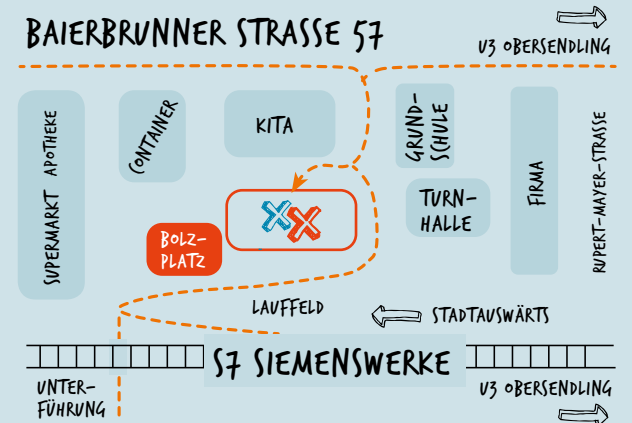 BAIERBRUNNER STRASSE 57
U3 OBERSENDLING
SUPERMARKT APOTHEKE
CONTAINER
KITA
GRUND-
SCHULE
TURN-
HALLE
FIRMA
RUPERT-MAYER-STRASSE
BOLZ-
PLATZ
LAUFFELD
STADTAUSWÄRTS
S7 SIEMENSWERKE
UNTER-
FÜHRUNG
U3 OBERSENDLING